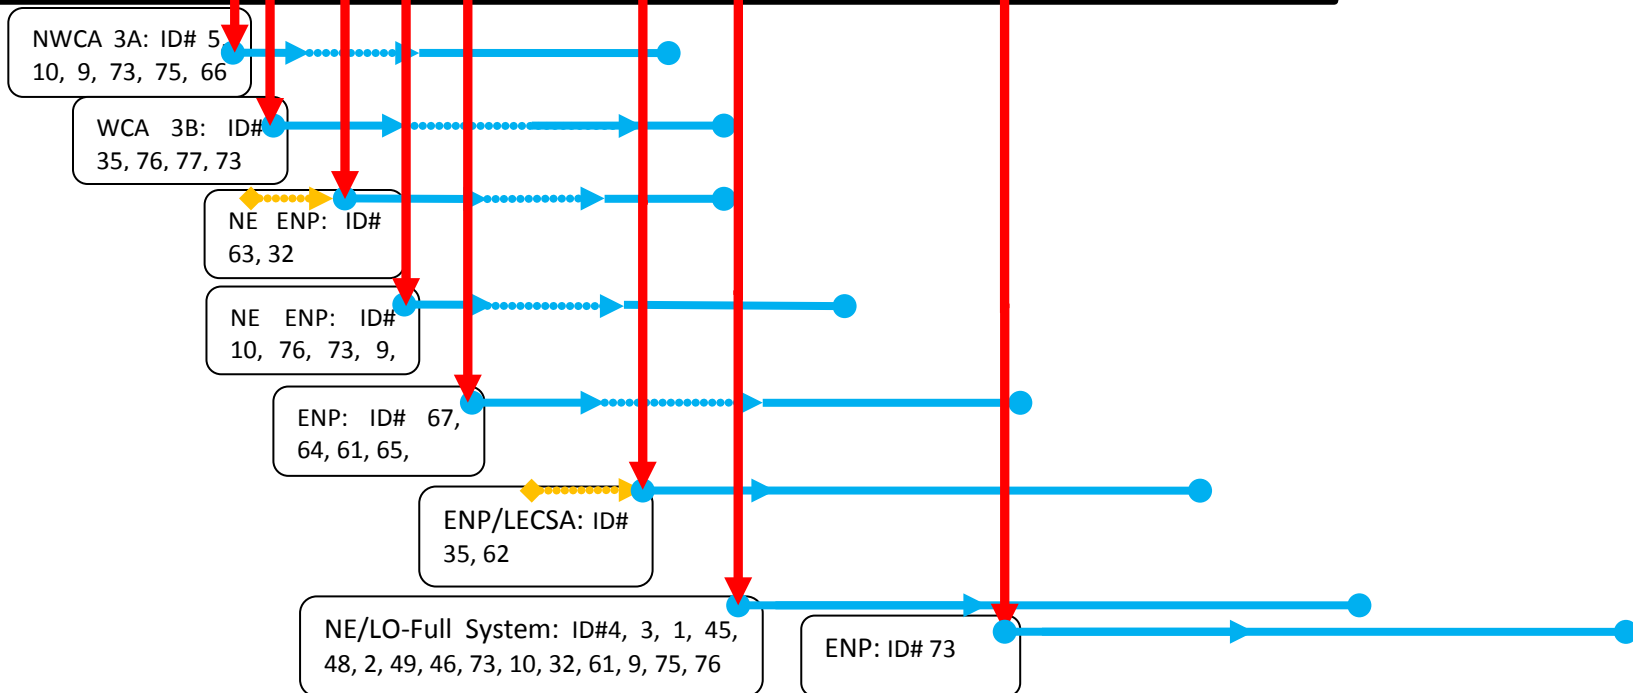 NWCA 3A: ID# 5,
10, 9, 73, 75, 66
WCA 3B: ID#
35, 76, 77, 73
NE ENP: ID#
63, 32
NE ENP: ID#
10, 76, 73, 9,
ENP: ID# 67,
64, 61, 65,
ENP/LECSA: ID#
35, 62
NE/LO-Full System: ID#4, 3, 1, 45,
48, 2, 49, 46, 73, 10, 32, 61, 9, 75, 76
ENP: ID# 73